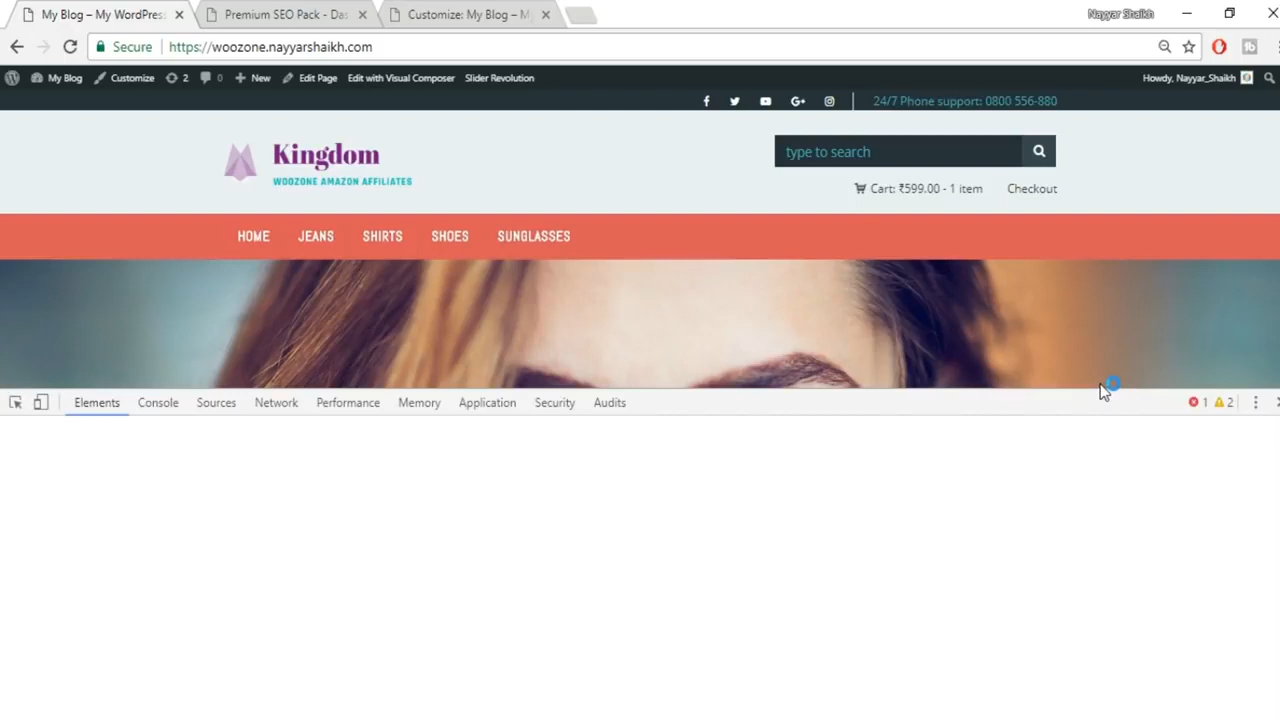 My Blog – My WordPress
Premium SEO Pack - Das
Customize: My Blog – M
Nayyar Shaikh
Secure
https://woozone.nayyarshaikh.com
My Blog
Customize
2
0
New
Edit Page
Edit with Visual Composer
Slider Revolution
Howdy, Nayyar_Shaikh
24/7 Phone support: 0800 556-880
Kingdom
WOOZONE AMAZON AFFILIATES
type to search
Cart: ₹599.00 - 1 item
Checkout
HOME
JEANS
SHIRTS
SHOES
SUNGLASSES
Elements
Console
Sources
Network
Performance
Memory
Application
Security
Audits
1
2